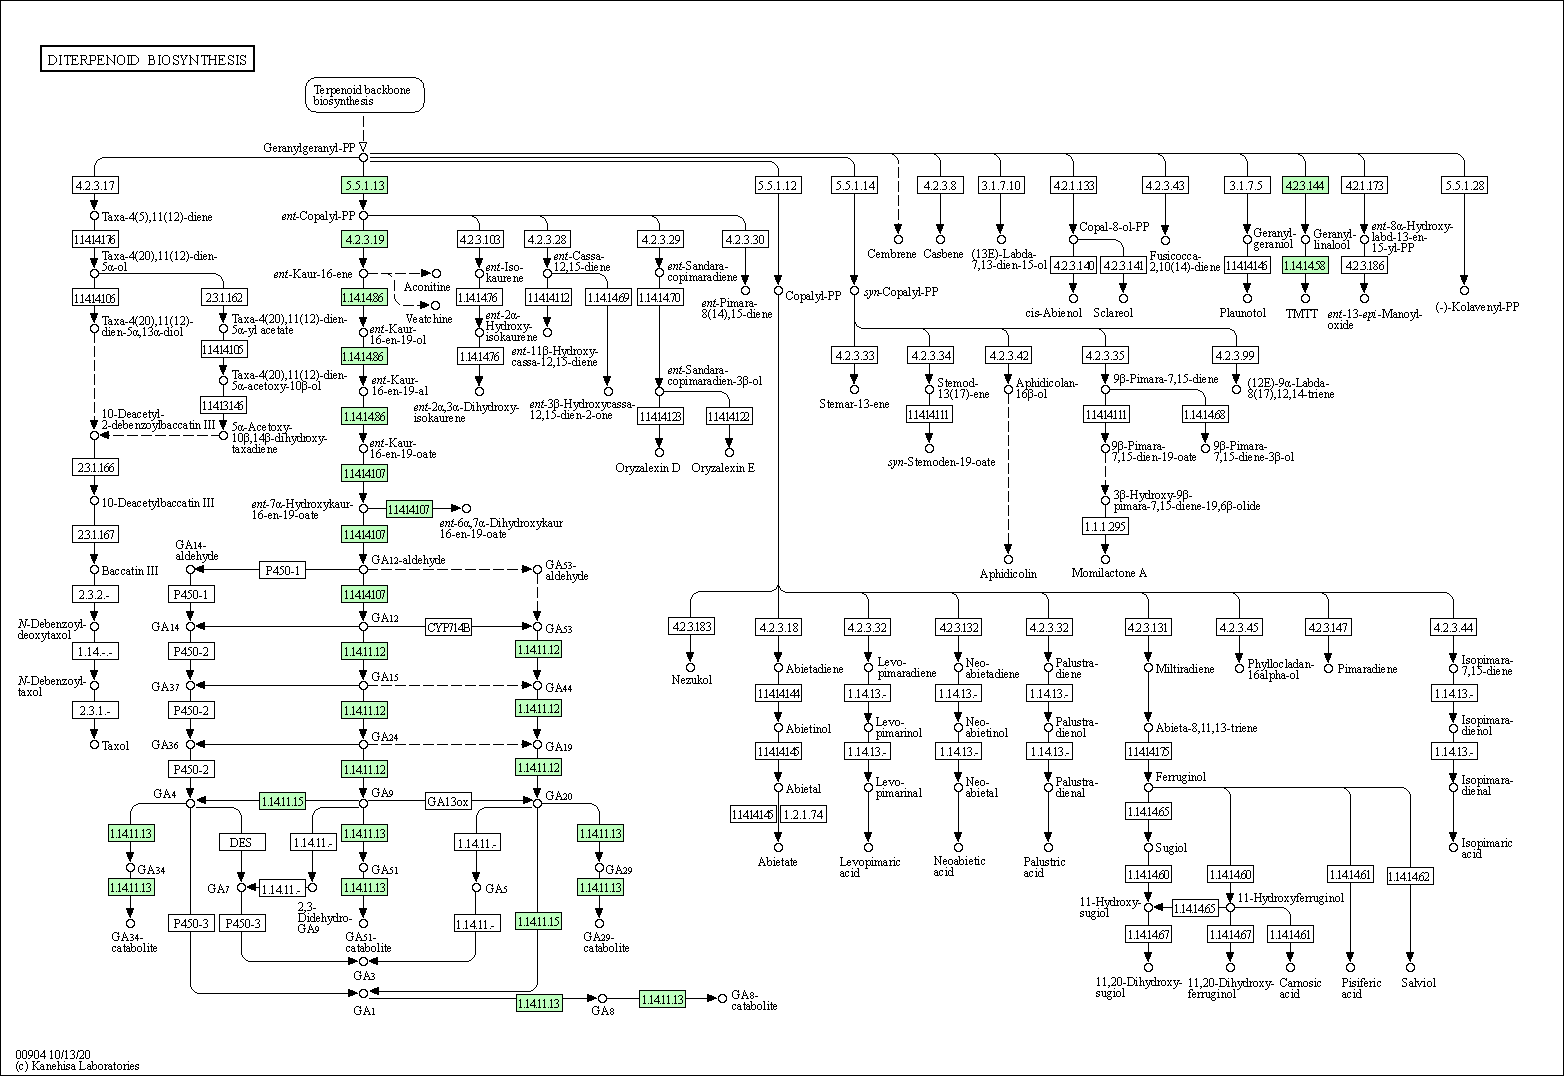 DITERPENOID BIOSYNTHESIS
Terpenoid backbone
biosynthesis
Geranylgeranyl-PP
4.2.3.17
5.5.1.13
5.5.1.12
5.5.1.14
4.2.3.8
3.1.7.10
4.2.1.133
4.2.3.43
3.1.7.5
4.2.3.144
4.2.1.173
5.5.1.28
Taxa-4(5),11(12)-diene
ent-Copalyl-PP
1.14.14.176
4.2.3.19
4.2.3.103
4.2.3.28
4.2.3.29
4.2.3.30
Cembrene
Casbene
(13E)-Labda-
7,13-dien-15-ol
Copal-8-ol-PP
Fusicocca-
2,10(14)-diene
Geranyl-
geraniol
Geranyl-
linalool
ent-8α-Hydroxy-
labd-13-en-
15-yl-PP
Taxa-4(20),11(12)-dien-
5α-ol
ent-Kaur-16-ene
Aconitine
Veatchine
ent-Iso-
kaurene
ent-Cassa-
12,15-diene
ent-Sandara-
copimaradiene
ent-Pimara-
8(14),15-diene
4.2.3.140
4.2.3.141
1.14.14.145
1.14.14.58
4.2.3.186
1.14.14.106
2.3.1.162
1.14.14.86
1.14.14.76
1.14.14.112
1.14.14.69
1.14.14.70
Copalyl-PP
syn-Copalyl-PP
cis-Abienol
Sclareol
Plaunotol
TMTT
ent-13-epi-Manoyl-
oxide
(-)-Kolavenyl-PP
Taxa-4(20),11(12)-
dien-5α,13α-diol
Taxa-4(20),11(12)-dien-
5α-yl acetate
ent-Kaur-
16-en-19-ol
ent-2α-
Hydroxy-
isokaurene
ent-11β-Hydroxy-
cassa-12,15-diene
1.14.14.105
1.14.14.86
1.14.14.76
4.2.3.33
4.2.3.34
4.2.3.42
4.2.3.35
4.2.3.99
Taxa-4(20),11(12)-dien-
5α-acetoxy-10β-ol
ent-Kaur-
16-en-19-al
ent-2α,3α-Dihydroxy-
isokaurene
ent-3β-Hydroxycassa-
12,15-dien-2-one
ent-Sandara-
copimaradien-3β-ol
Stemar-13-ene
Stemod-
13(17)-ene
Aphidicolan-
16β-ol
9β-Pimara-7,15-diene
(12E)-9α-Labda-
8(17),12,14-triene
1.14.13.146
1.14.14.86
1.14.14.123
1.14.14.122
1.14.14.111
1.14.14.111
1.14.14.68
10-Deacetyl-
2-debenzoylbaccatin III
5α-Acetoxy-
10β,14β-dihydroxy-
taxadiene
ent-Kaur-
16-en-19-oate
Oryzalexin D
Oryzalexin E
syn-Stemoden-19-oate
9β-Pimara-
7,15-dien-19-oate
9β-Pimara-
7,15-diene-3β-ol
2.3.1.166
1.14.14.107
10-Deacetylbaccatin III
ent-7α-Hydroxykaur-
16-en-19-oate
1.14.14.107
ent-6α,7α-Dihydroxykaur
16-en-19-oate
3β-Hydroxy-9β-
pimara-7,15-diene-19,6β-olide
2.3.1.167
1.14.14.107
1.1.1.295
Baccatin III
GA14-
aldehyde
P450-1
GA12-aldehyde
GA53-
aldehyde
Aphidicolin
Momilactone A
2.3.2.-
P450-1
1.14.14.107
N-Debenzoyl-
deoxytaxol
GA14
GA12
CYP714B
GA53
4.2.3.183
4.2.3.18
4.2.3.32
4.2.3.132
4.2.3.32
4.2.3.131
4.2.3.45
4.2.3.147
4.2.3.44
1.14.-.-
P450-2
1.14.11.12
1.14.11.12
Nezukol
Abietadiene
Levo-
pimaradiene
Neo-
abietadiene
Palustra-
diene
Miltiradiene
Phyllocladan-
16alpha-ol
Pimaradiene
Isopimara-
7,15-diene
N-Debenzoyl-
taxol
GA37
GA15
GA44
1.14.14.144
1.14.13.-
1.14.13.-
1.14.13.-
1.14.13.-
2.3.1.-
P450-2
1.14.11.12
1.14.11.12
Abietinol
Levo-
pimarinol
Neo-
abietinol
Palustra-
dienol
Abieta-8,11,13-triene
Isopimara-
dienol
Taxol
GA36
GA24
GA19
1.14.14.145
1.14.13.-
1.14.13.-
1.14.13.-
1.14.14.175
1.14.13.-
P450-2
1.14.11.12
1.14.11.12
Abietal
Levo-
pimarinal
Neo-
abietal
Palustra-
dienal
Ferruginol
Isopimara-
dienal
GA4
1.14.11.15
GA9
GA13ox
GA20
1.14.14.145
1.2.1.74
1.14.14.65
1.14.11.13
DES
1.14.11.-
1.14.11.13
1.14.11.-
1.14.11.13
Abietate
Levopimaric
acid
Neoabietic
acid
Palustric
acid
Sugiol
Isopimaric
acid
GA34
GA51
GA29
1.14.14.60
1.14.14.60
1.14.14.61
1.14.14.62
1.14.11.13
GA7
1.14.11.-
1.14.11.13
GA5
1.14.11.13
2,3-
Didehydro-
GA9
11-Hydroxy-
sugiol
1.14.14.65
11-Hydroxyferruginol
P450-3
P450-3
1.14.11.-
1.14.11.15
1.14.14.67
1.14.14.67
1.14.14.61
GA34-
catabolite
GA51-
catabolite
GA29-
catabolite
GA3
11,20-Dihydroxy-
sugiol
11,20-Dihydroxy-
ferruginol
Carnosic
acid
Pisiferic
acid
Salviol
GA1
1.14.11.13
GA8
1.14.11.13
GA8-
catabolite
00904 10/13/20
(c) Kanehisa Laboratories